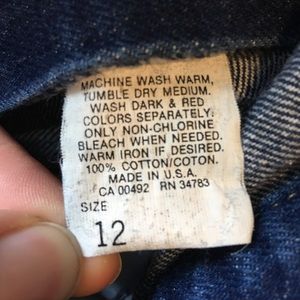 MACHINE WASH WARM,
TUMBLE DRY MEDIUM.
WASH DARK & RED
COLORS SEPARATELY.
ONLY NON-CHLORINE
BLEACH WHEN NEEDED.
WARM IRON IF DESIRED.
100% COTTON/COTON.
MADE IN U.S.A.
CA 00492 RN 34783
SIZE
12